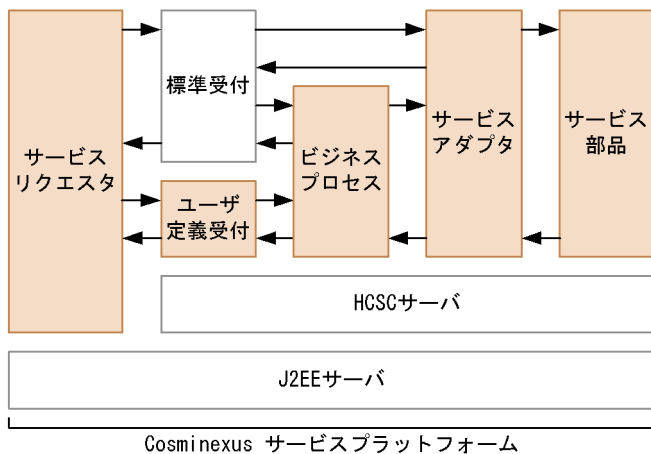 標準受付
サービス
リクエスタ
ユーザ
定義受付
ビジネス
プロセス
サービス
アダプタ
サービス
部品
HCSCサーバ
J2EEサーバ
Cosminexus サービスプラットフォーム